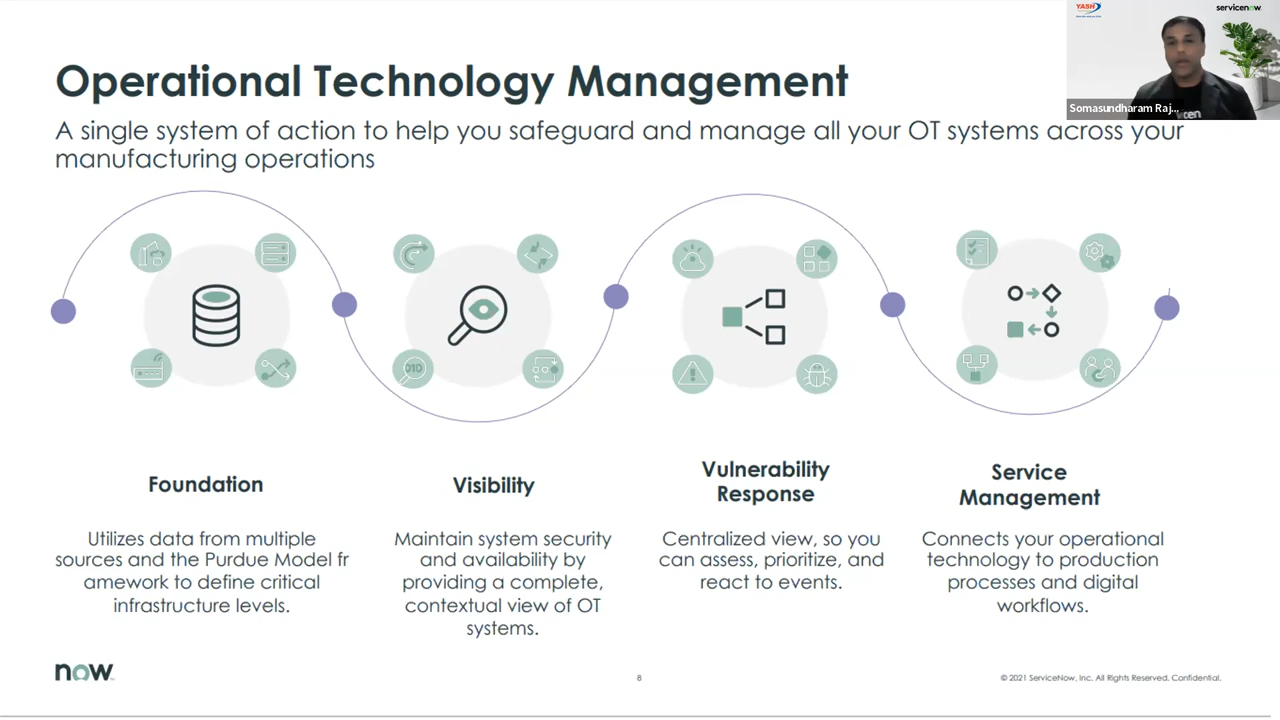 YASH
servicenow
Somasundharam Raj...
Operational Technology Management
A single system of action to help you safeguard and manage all your OT systems across your
manufacturing operations
010
Foundation
Utilizes data from multiple
sources and the Purdue Model fr
amework to define critical
infrastructure levels.
Visibility
Maintain system security
and availability by
providing a complete,
contextual view of OT
systems.
Vulnerability
Response
Centralized view, so you
can assess, prioritize, and
react to events.
Service
Management
Connects your operational
technology to production
processes and digital
workflows.
now
8
© 2021 ServiceNow, Inc. All Rights Reserved. Confidential.